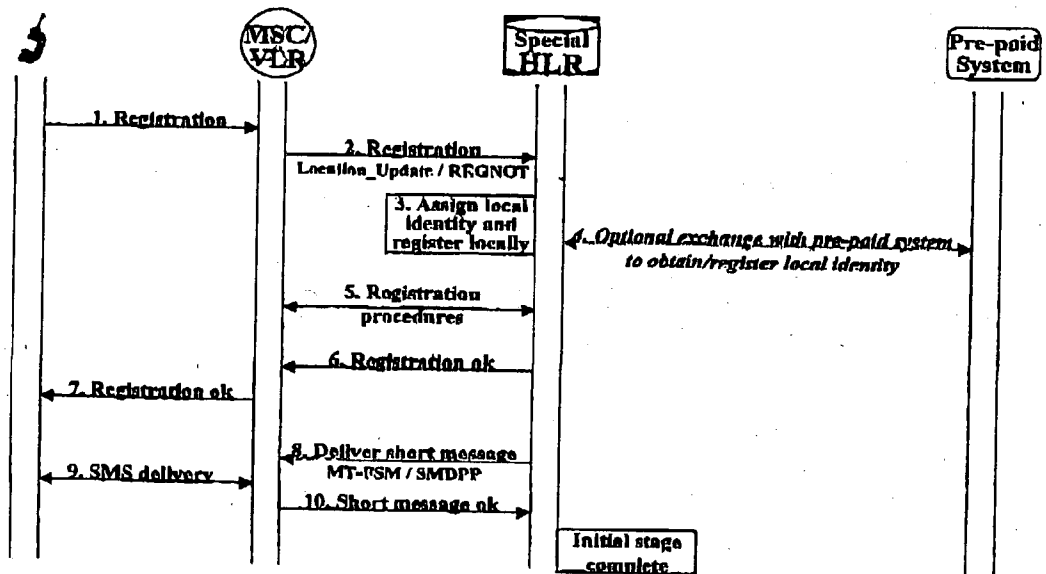 MSC/
VLR
Special
HLR
Pre-paid
System
1. Registration
2. Registration
Location_Update / REGNOT
3. Assign local
identity and
register locally
4. Optional exchange with pre-paid system
to obtain/register local identity
5. Registration
procedures
6. Registration ok
7. Registration ok
8. Deliver short message
MT-FSM / SMDPP
9. SMS delivery
10. Short message ok
Initial stage
complete